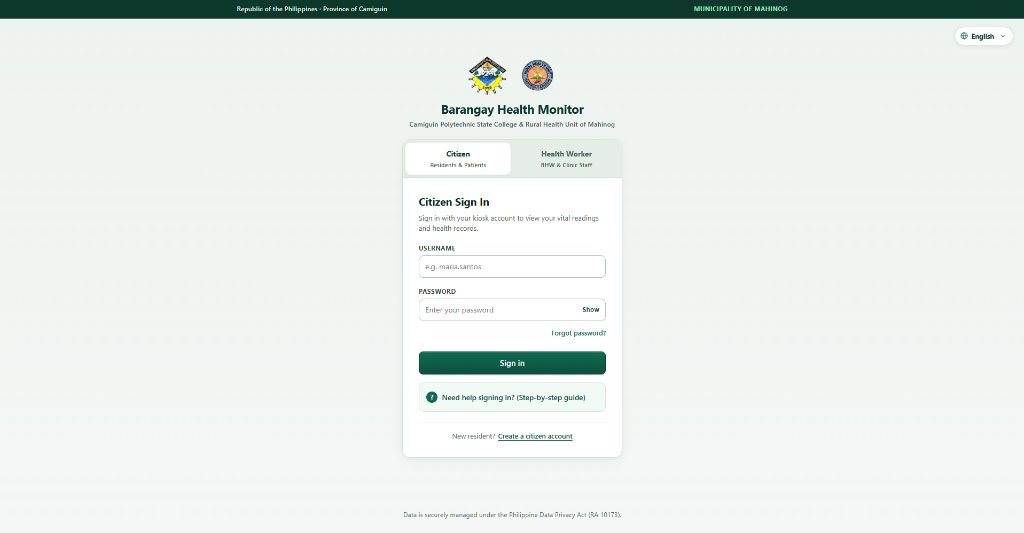 Republic of the Philippines · Province of Camiguin
MUNICIPALITY OF MAHINOG
English
Barangay Health Monitor
Camiguin Polytechnic State College & Rural Health Unit of Mahinog
Citizen
Residents & Patients
Health Worker
BHW & Clinic Staff
Citizen Sign In
Sign in with your kiosk account to view your vital readings
and health records.
USERNAME
e.g. maria.santos
PASSWORD
Enter your password
Show
Forgot password?
Sign in
? Need help signing in? (Step-by-step guide)
New resident? Create a citizen account
Data is securely managed under the Philippine Data Privacy Act (RA 10173).